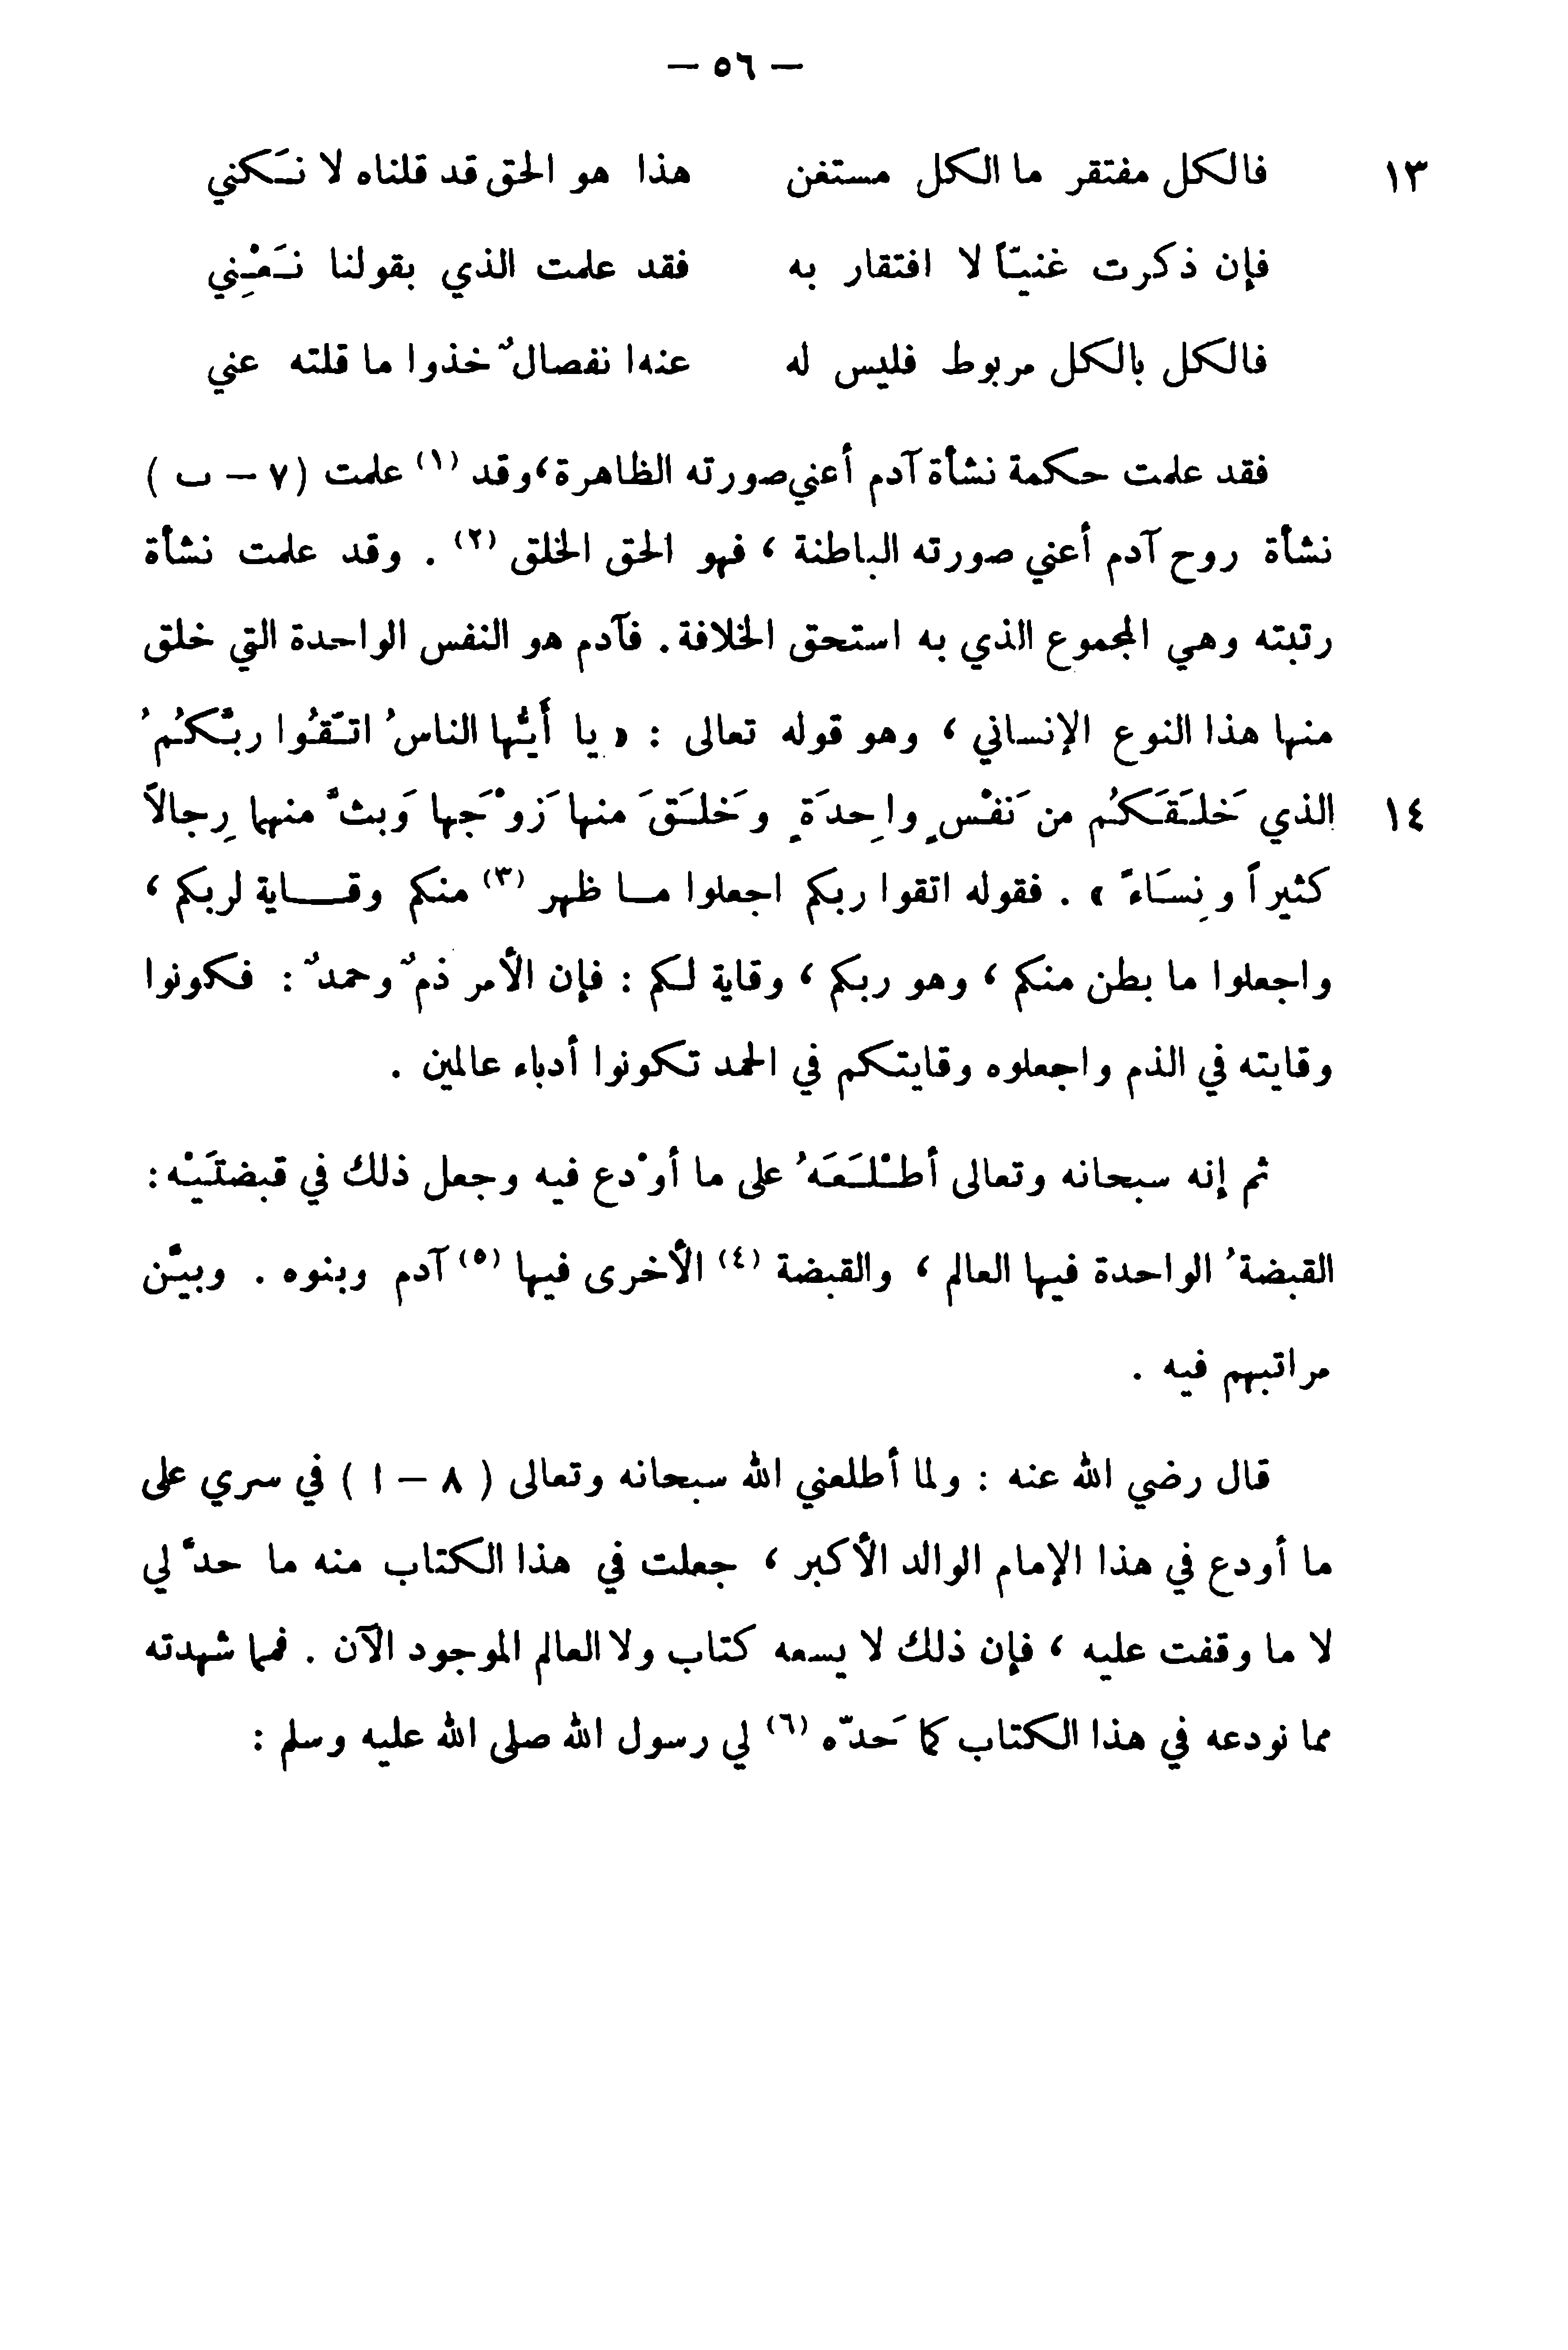 — ٥٦ —
١٣ فالكل مفتقر ما الكل مستغن هذا هو الحق قد قلناه لا نَكني
فإن ذكرت غنيّاً لا افتقار به فقد علمت الذي بقولنا نَعْنِي
فالكل بالكل مربوط فليس له عنه انفصالٌ خذوا ما قلته عني
فقد علمت حكمة نشأة آدم أعني صورته الظاهرة، وقد (١) علمت (٧ – ب)
نشأة روح آدم أعني صورته الباطنة ، فهو الحق الخلق (٢) . وقد علمت نشأة
رتبته وهي المجموع الذي به استحق الخلافة. فآدم هو النفس الواحدة التي خلق
منها هذا النوع الإنساني ، وهو قوله تعالى : « يا أَيُّها الناسُ اتَّقُوا ربَّكُمُ
١٤ الذي خَلَقَكُم من نَفْسٍ واحِدَةٍ وخَلَقَ منها زَوْجَها وَبثَّ منهما رِجالاً
كثيراً ونِسَاءً » . فقوله اتقوا ربكم اجعلوا ما ظهر (٣) منكم وقاية لربكم ،
واجعلوا ما بطن منكم ، وهو ربكم ، وقاية لكم : فإن الأمر ذمٌ وحمدٌ : فكونوا
وقايته في الذم واجعلوه وقايتكم في الحمد تكونوا أدباء عالمين .
ثم إنه سبحانه وتعالى أطْلَعَهُ على ما أوْدع فيه وجعل ذلك في قبضتَيْه :
القبضةُ الواحدة فيها العالم ، والقبضة (٤) الأخرى فيها (٥) آدم وبنوه . وبيَّن
مراتبهم فيه .
قال رضي الله عنه : ولما أطلعني الله سبحانه وتعالى ( ٨ – ا ) في سري على
ما أودع في هذا الإمام الوالد الأكبر ، جعلت في هذا الكتاب منه ما حدَّ لي
لا ما وقفت عليه ، فإن ذلك لا يسعه كتاب ولا العالم الموجود الآن . فمما شهدته
مما نودعه في هذا الكتاب كما حَدّه (٦) لي رسول الله صلى الله عليه وسلم :